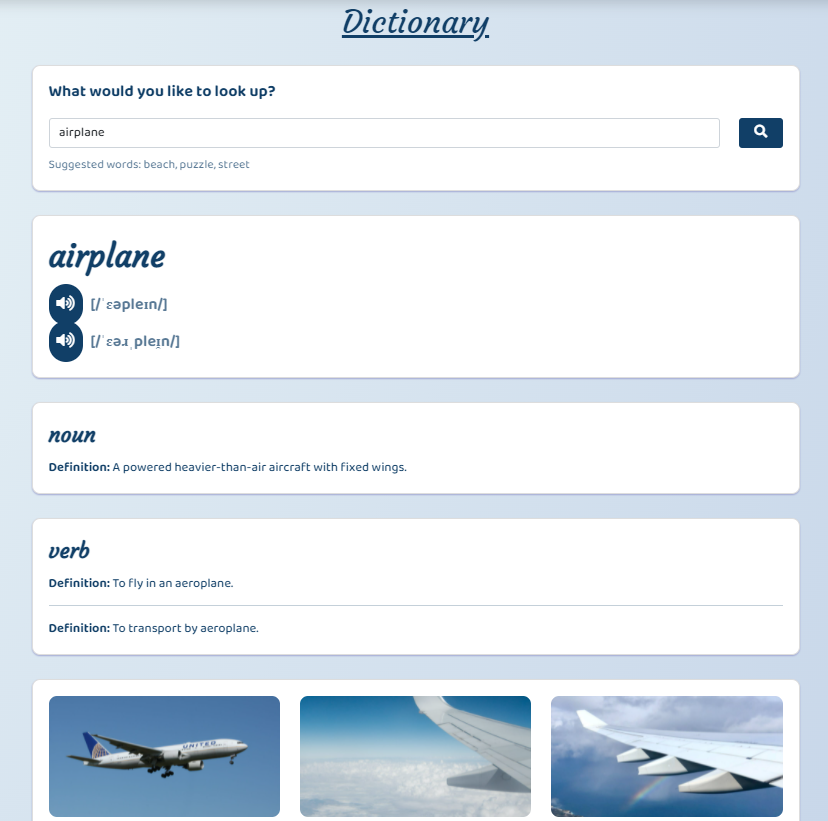 Dictionary
What would you like to look up?
airplane
Suggested words: beach, puzzle, street
airplane
[/ˈɛəpleɪn/]
[/ˈɛəɹˌpleɪ̯n/]
noun
Definition: A powered heavier-than-air aircraft with fixed wings.
verb
Definition: To fly in an aeroplane.
Definition: To transport by aeroplane.
UNITED